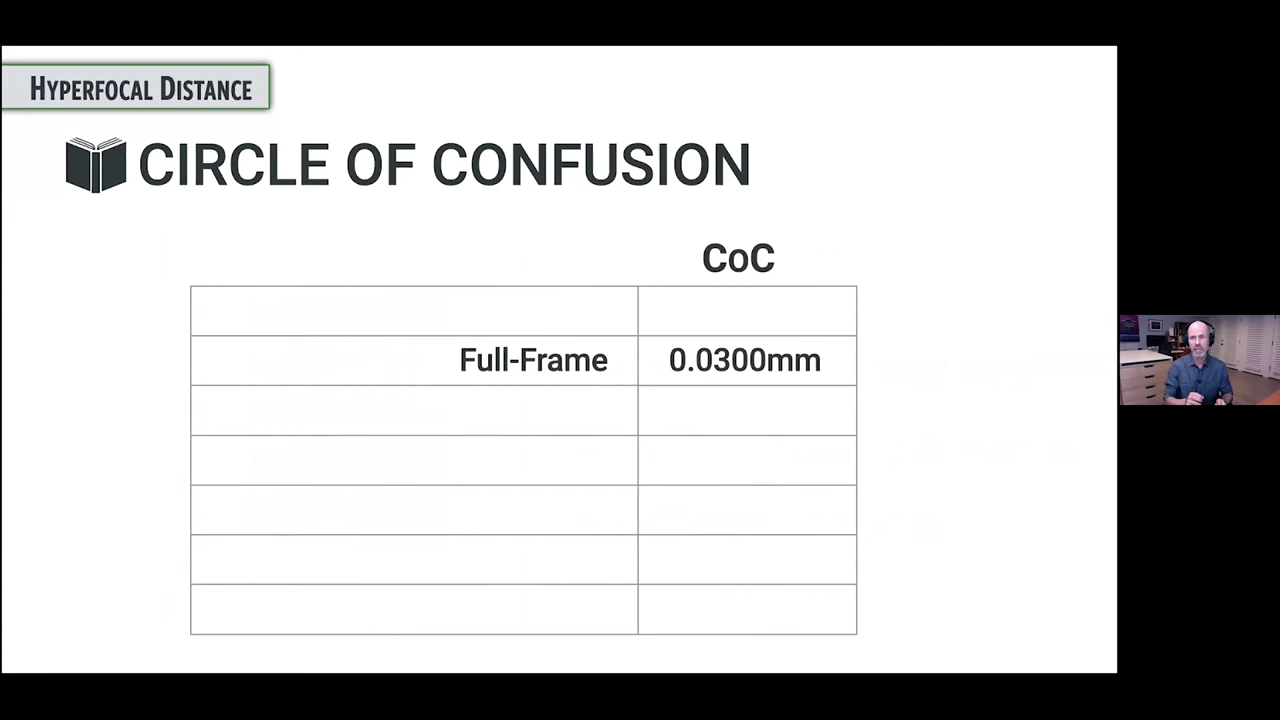 HYPERFOCAL DISTANCE
CIRCLE OF CONFUSION
CoC
Full-Frame 0.0300mm